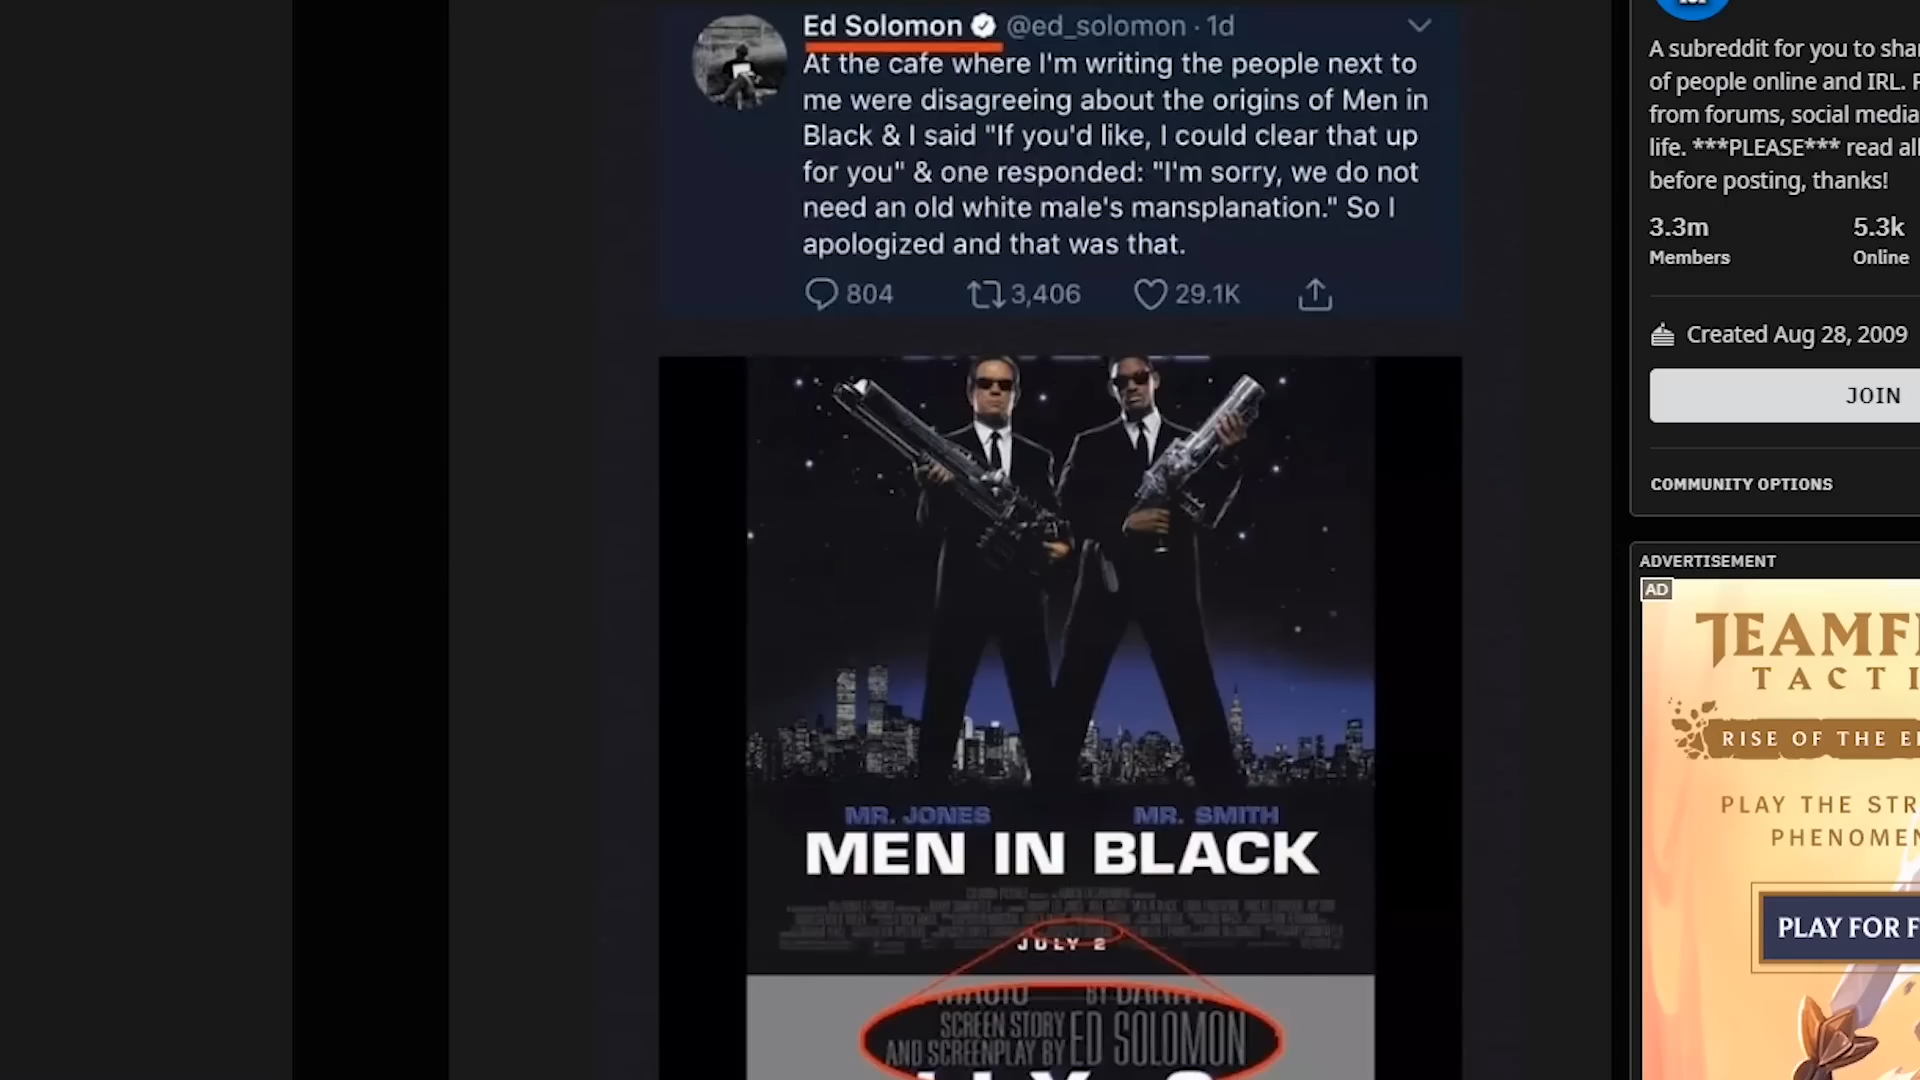 Ed Solomon @ed_solomon · 1d
At the cafe where I'm writing the people next to
me were disagreeing about the origins of Men in
Black & I said "If you'd like, I could clear that up
for you" & one responded: "I'm sorry, we do not
need an old white male's mansplanation." So I
apologized and that was that.
804 3,406 29.1K
MR. JONES MR. SMITH
MEN IN BLACK
JULY 2
SCREEN STORY
AND SCREENPLAY BY ED SOLOMON
A subreddit for you to shar
of people online and IRL.
from forums, social media
life. ***PLEASE*** read all
before posting, thanks!
3.3m 5.3k
Members Online
Created Aug 28, 2009
JOIN
COMMUNITY OPTIONS
ADVERTISEMENT
AD
TEAMF
TACTI
RISE OF THE E
PLAY THE STR
PHENOMEN
PLAY FOR F